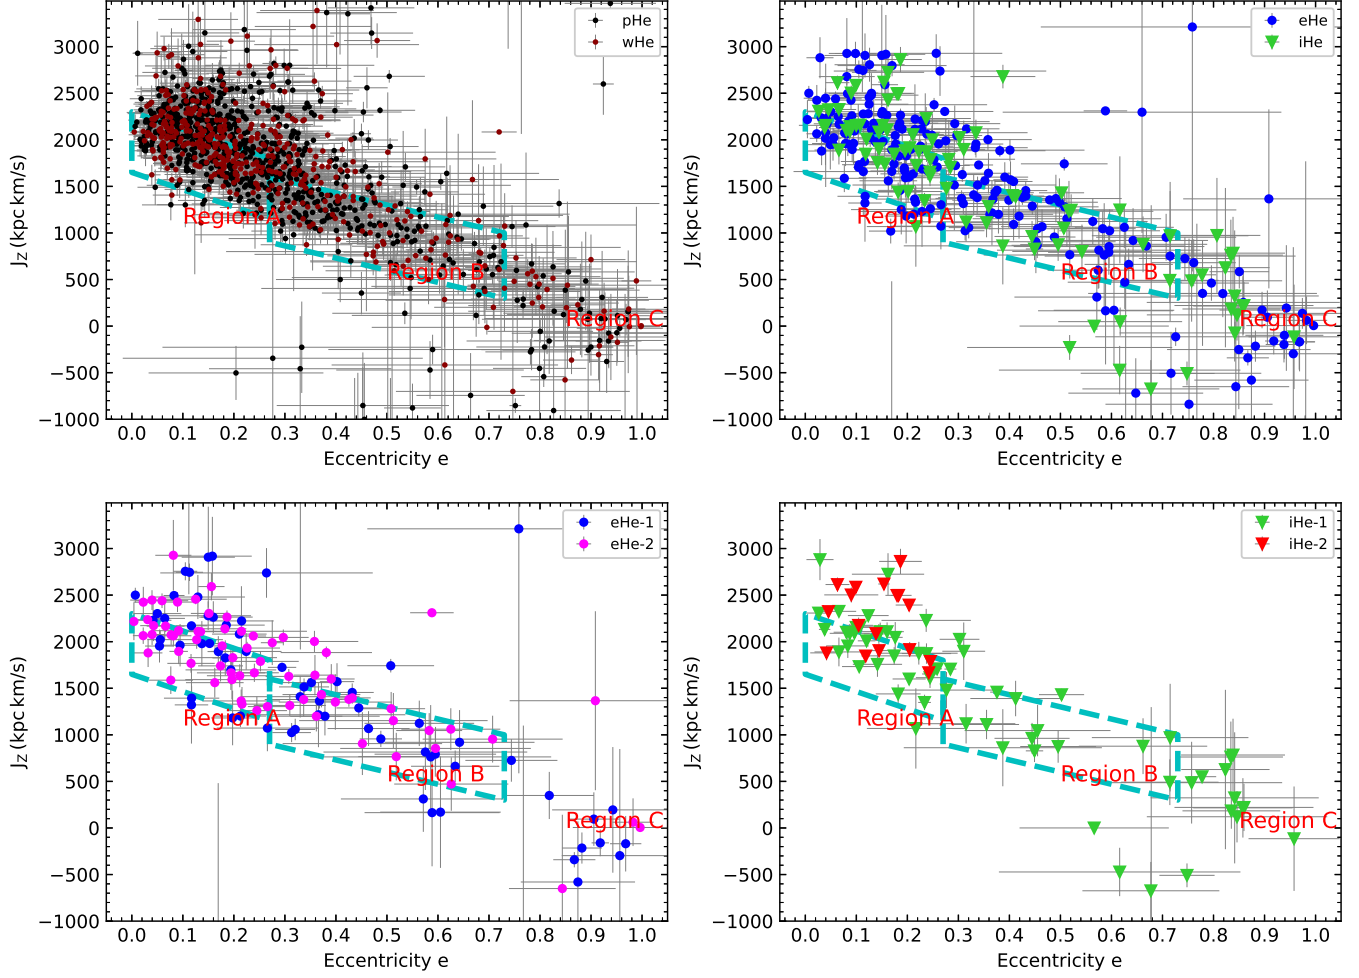 pHe
wHe
3000
2500
2000
1500
1000
500
0
−500
−1000
J_Z (kpc km/s)
Region A
Region B
Region C
0.0 0.1 0.2 0.3 0.4 0.5 0.6 0.7 0.8 0.9 1.0
Eccentricity e
eHe
iHe
3000
2500
2000
1500
1000
500
0
−500
−1000
J_Z (kpc km/s)
Region A
Region B
Region C
0.0 0.1 0.2 0.3 0.4 0.5 0.6 0.7 0.8 0.9 1.0
Eccentricity e
eHe-1
eHe-2
3000
2500
2000
1500
1000
500
0
−500
−1000
J_Z (kpc km/s)
Region A
Region B
Region C
0.0 0.1 0.2 0.3 0.4 0.5 0.6 0.7 0.8 0.9 1.0
Eccentricity e
iHe-1
iHe-2
3000
2500
2000
1500
1000
500
0
−500
−1000
J_Z (kpc km/s)
Region A
Region B
Region C
0.0 0.1 0.2 0.3 0.4 0.5 0.6 0.7 0.8 0.9 1.0
Eccentricity e